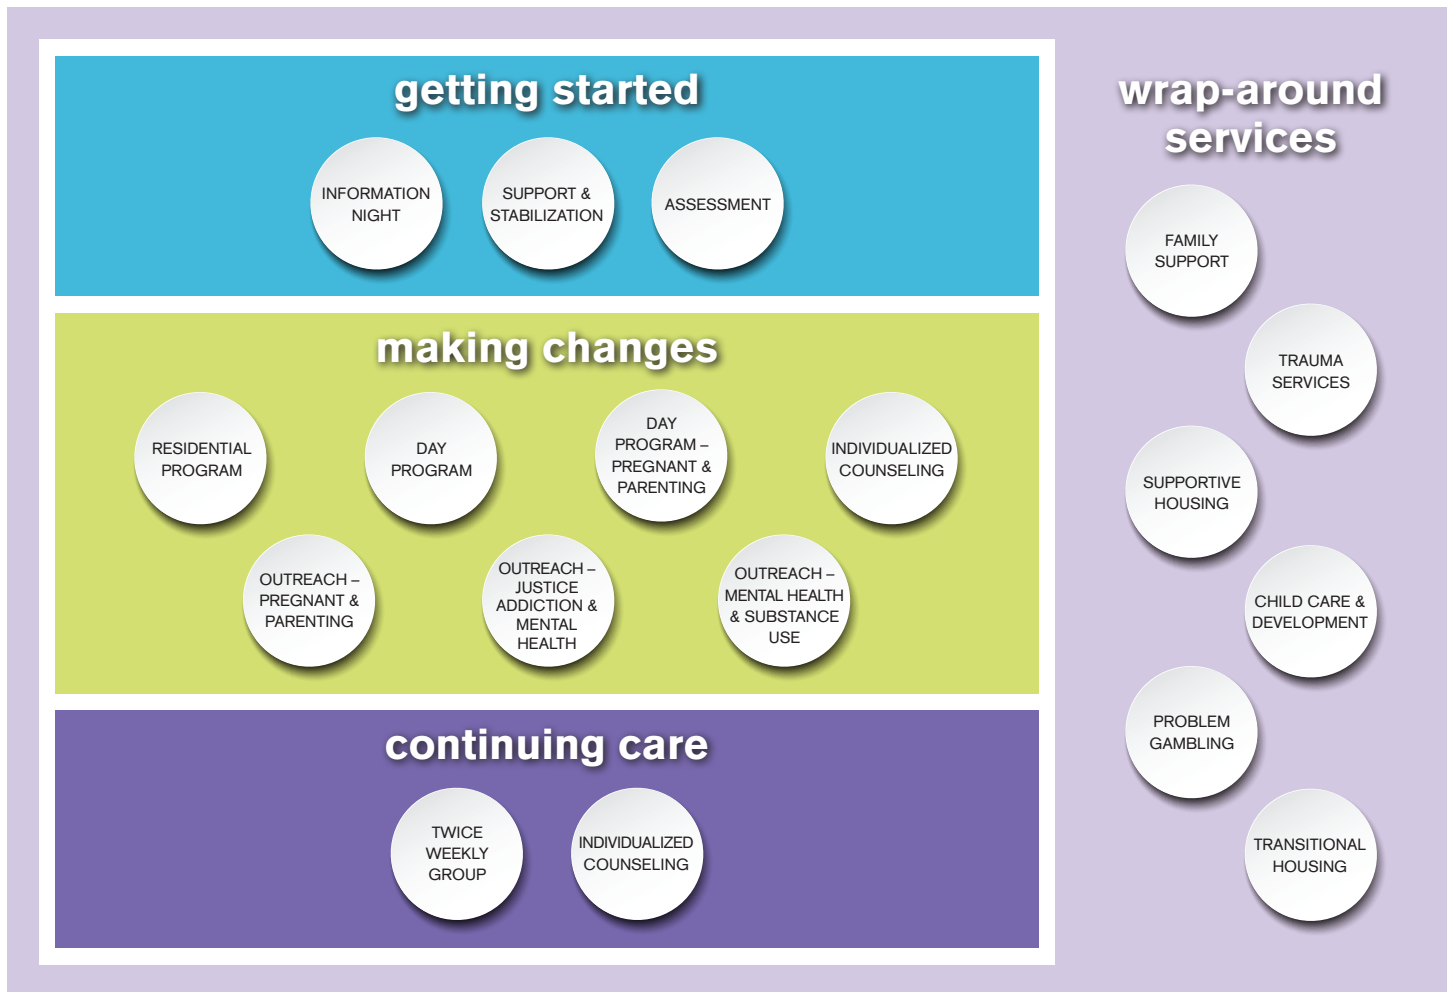 getting started
INFORMATION
NIGHT
SUPPORT &
STABILIZATION
ASSESSMENT
making changes
RESIDENTIAL
PROGRAM
DAY
PROGRAM
DAY
PROGRAM –
PREGNANT &
PARENTING
INDIVIDUALIZED
COUNSELING
OUTREACH –
PREGNANT &
PARENTING
OUTREACH –
JUSTICE
ADDICTION &
MENTAL
HEALTH
OUTREACH –
MENTAL HEALTH
& SUBSTANCE
USE
continuing care
TWICE
WEEKLY
GROUP
INDIVIDUALIZED
COUNSELING
wrap-around
services
FAMILY
SUPPORT
TRAUMA
SERVICES
SUPPORTIVE
HOUSING
CHILD CARE &
DEVELOPMENT
PROBLEM
GAMBLING
TRANSITIONAL
HOUSING